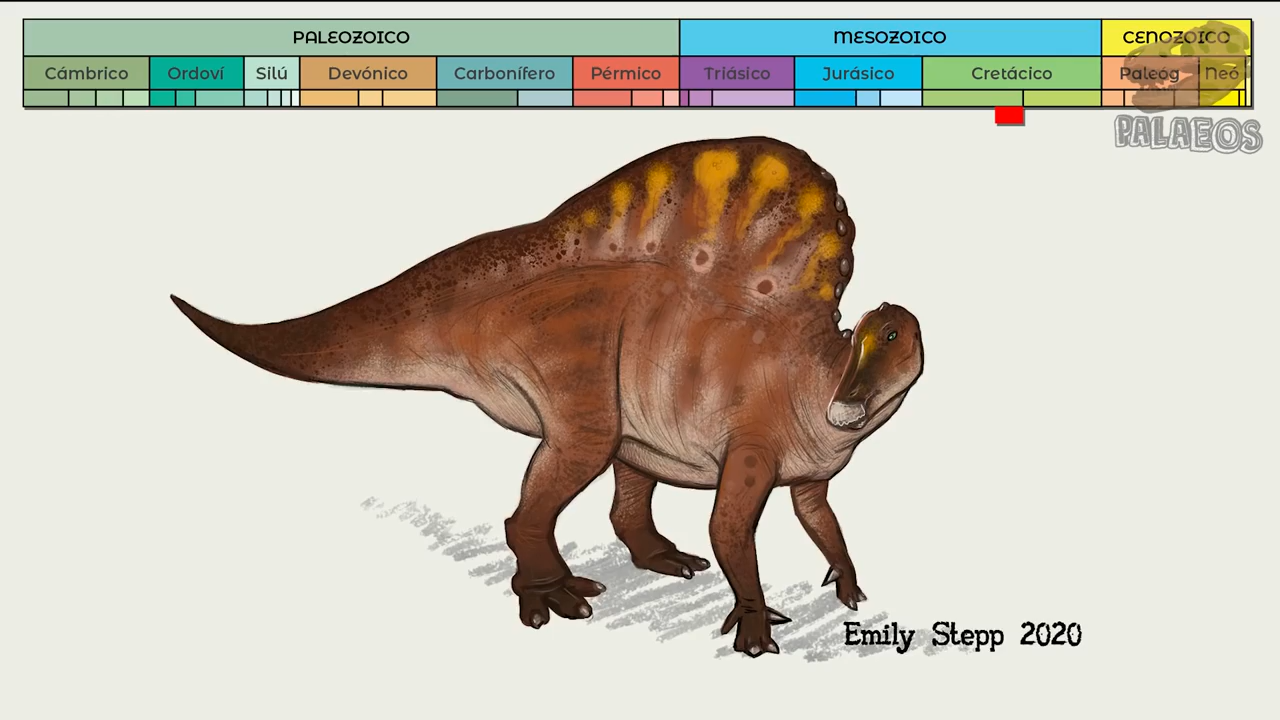 PALEOZOICO MESOZOICO CENOZOICO
Cámbrico Ordoví Silú Devónico Carbonífero Pérmico Triásico Jurásico Cretácico Paleóg Neó
PALAEOS
Emily Stepp 2020